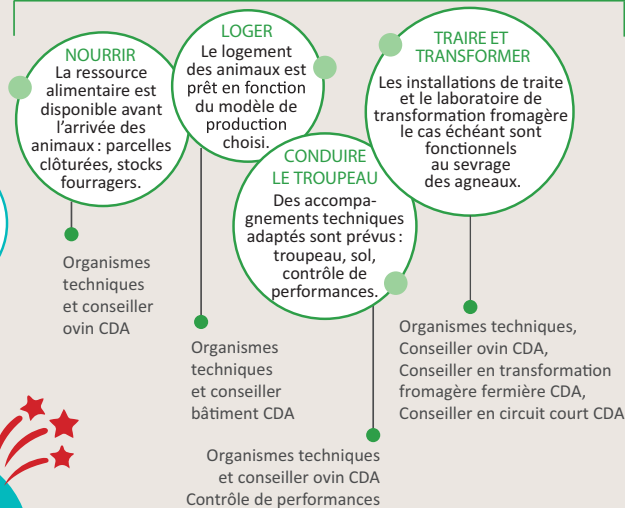 NOURRIR
La ressource
alimentaire est
disponible avant
l'arrivée des
animaux : parcelles
clôturées, stocks
fourragers.
Organismes
techniques
et conseiller
ovin CDA
LOGER
Le logement
des animaux est
prêt en fonction
du modèle de
production
choisi.
Organismes
techniques
et conseiller
bâtiment CDA
CONDUIRE
LE TROUPEAU
Des accompa-
gnements techniques
adaptés sont prévus :
troupeau, sol,
contrôle de
performances.
Organismes techniques
et conseiller ovin CDA
Contrôle de performances
TRAIRE ET
TRANSFORMER
Les installations de traite
et le laboratoire de
transformation fromagère
le cas échéant sont
fonctionnels
au sevrage
des agneaux.
Organismes techniques,
Conseiller ovin CDA,
Conseiller en transformation
fromagère fermière CDA,
Conseiller en circuit court CDA